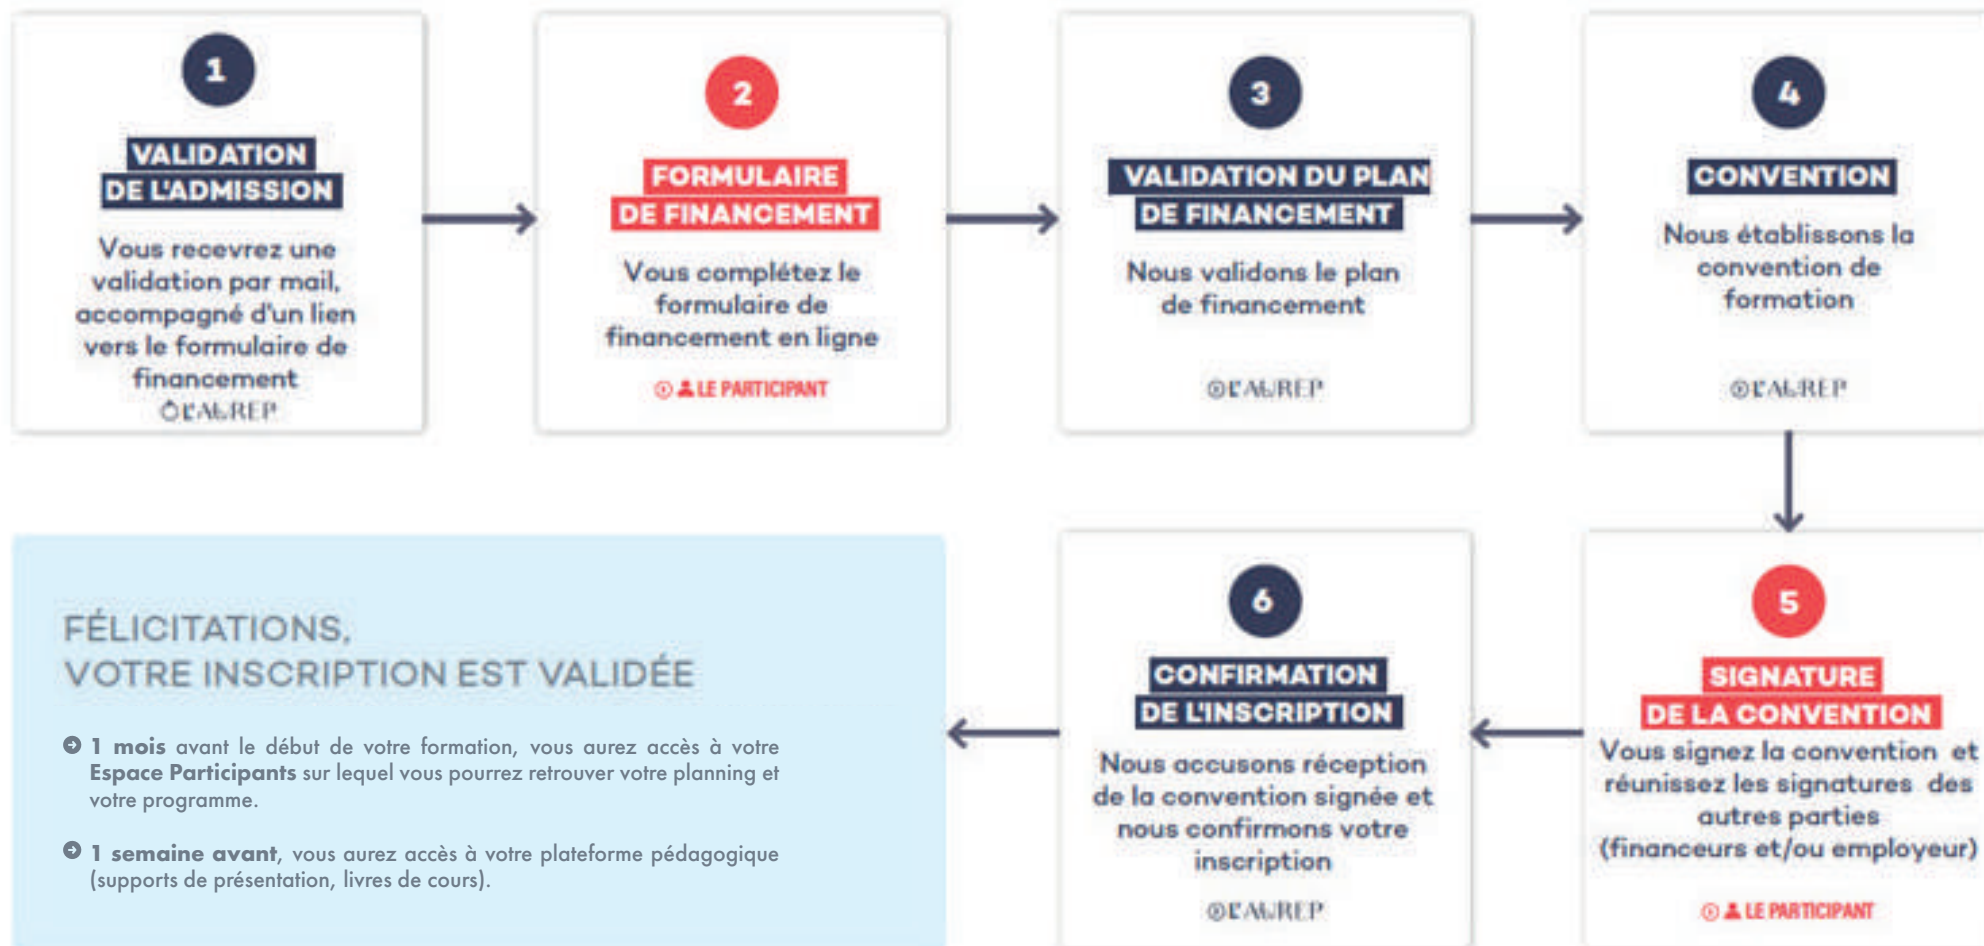 1
VALIDATION
DE L'ADMISSION
Vous recevrez une
validation par mail,
accompagné d'un lien
vers le formulaire de
financement
L'AUREP
2
FORMULAIRE
DE FINANCEMENT
Vous complétez le
formulaire de
financement en ligne
LE PARTICIPANT
3
VALIDATION DU PLAN
DE FINANCEMENT
Nous validons le plan
de financement
L'AUREP
4
CONVENTION
Nous établissons la
convention de
formation
L'AUREP
5
SIGNATURE
DE LA CONVENTION
Vous signez la convention et
réunissez les signatures des
autres parties
(financeurs et/ou employeur)
LE PARTICIPANT
6
CONFIRMATION
DE L'INSCRIPTION
Nous accusons réception
de la convention signée et
nous confirmons votre
inscription
L'AUREP
FÉLICITATIONS,
VOTRE INSCRIPTION EST VALIDÉE
1 mois avant le début de votre formation, vous aurez accès à votre
Espace Participants sur lequel vous pourrez retrouver votre planning et
votre programme.
1 semaine avant, vous aurez accès à votre plateforme pédagogique
(supports de présentation, livres de cours).